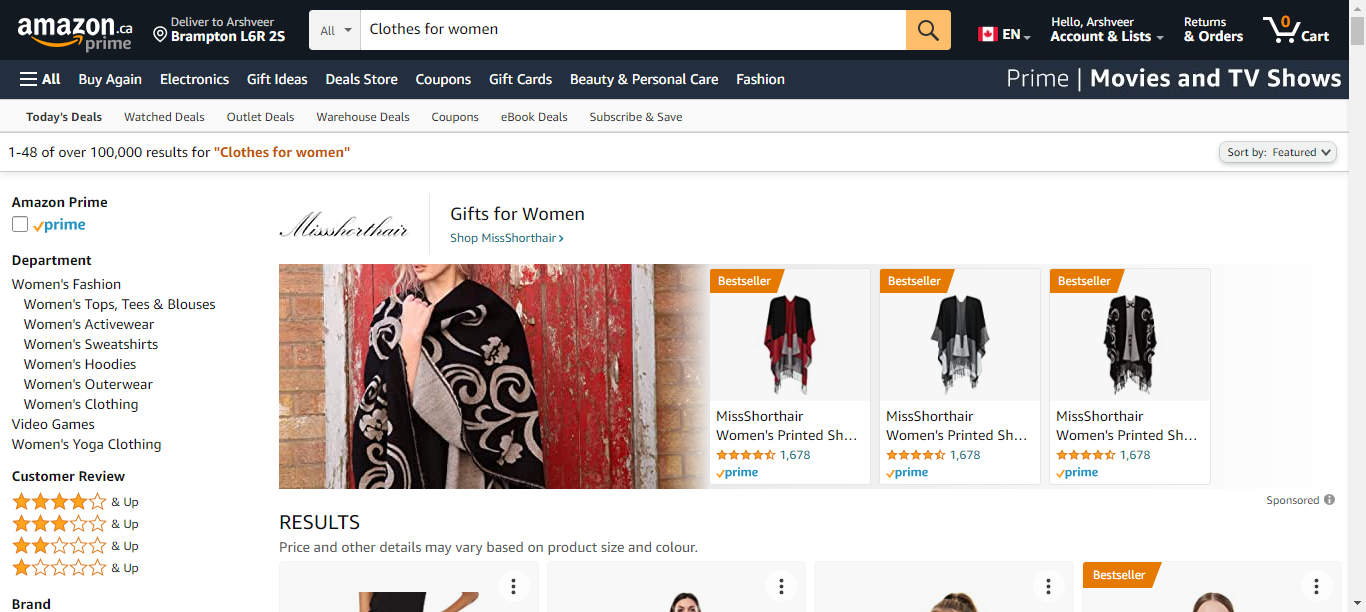 amazon.ca
prime
Deliver to Arshveer
Brampton L6R 2S
All
Clothes for women
EN
Hello, Arshveer
Account & Lists
Returns
& Orders
0
Cart
All
Buy Again
Electronics
Gift Ideas
Deals Store
Coupons
Gift Cards
Beauty & Personal Care
Fashion
Prime | Movies and TV Shows
Today's Deals
Watched Deals
Outlet Deals
Warehouse Deals
Coupons
eBook Deals
Subscribe & Save
1-48 of over 100,000 results for "Clothes for women"
Sort by: Featured
Amazon Prime
prime
Department
Women's Fashion
Women's Tops, Tees & Blouses
Women's Activewear
Women's Sweatshirts
Women's Hoodies
Women's Outerwear
Women's Clothing
Video Games
Women's Yoga Clothing
Customer Review
& Up
& Up
& Up
& Up
Brand
Missshorthair
Gifts for Women
Shop MissShorthair ›
Bestseller
MissShorthair
Women's Printed Sh...
1,678
prime
Bestseller
MissShorthair
Women's Printed Sh...
1,678
prime
Bestseller
MissShorthair
Women's Printed Sh...
1,678
prime
Sponsored
RESULTS
Price and other details may vary based on product size and colour.
Bestseller